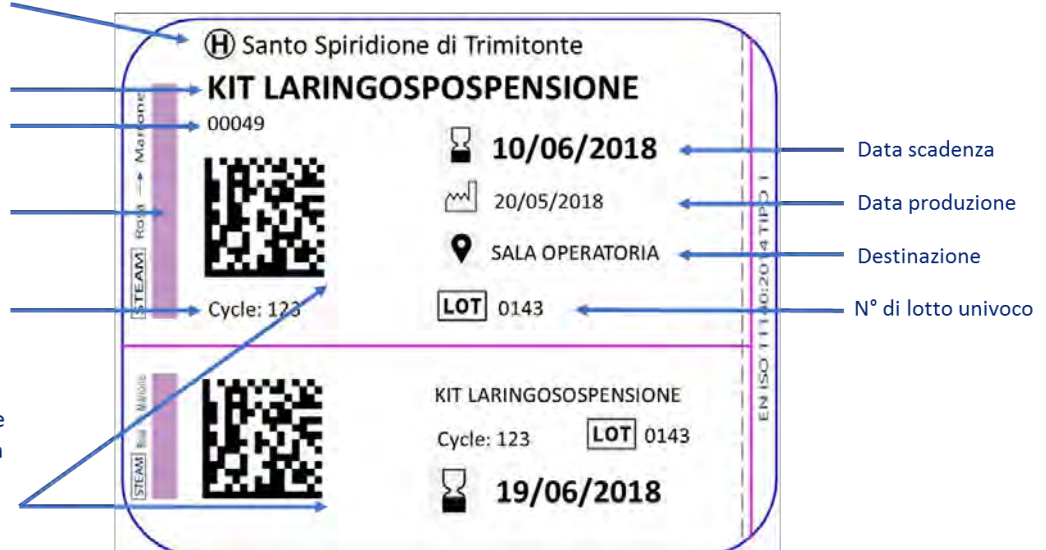 H Santo Spiridione di Trimitonte
KIT LARINGOSPOSPENSIONE
00049
10/06/2018
20/05/2018
SALA OPERATORIA
Cycle: 123
LOT 0143
STEAM Rosa → Marrone
Data scadenza
Data produzione
Destinazione
N° di lotto univoco
EN ISO 11140:2014 TIPO 1
KIT LARINGOSOSPENSIONE
Cycle: 123 LOT 0143
19/06/2018
STEAM Rosa Marrone
e